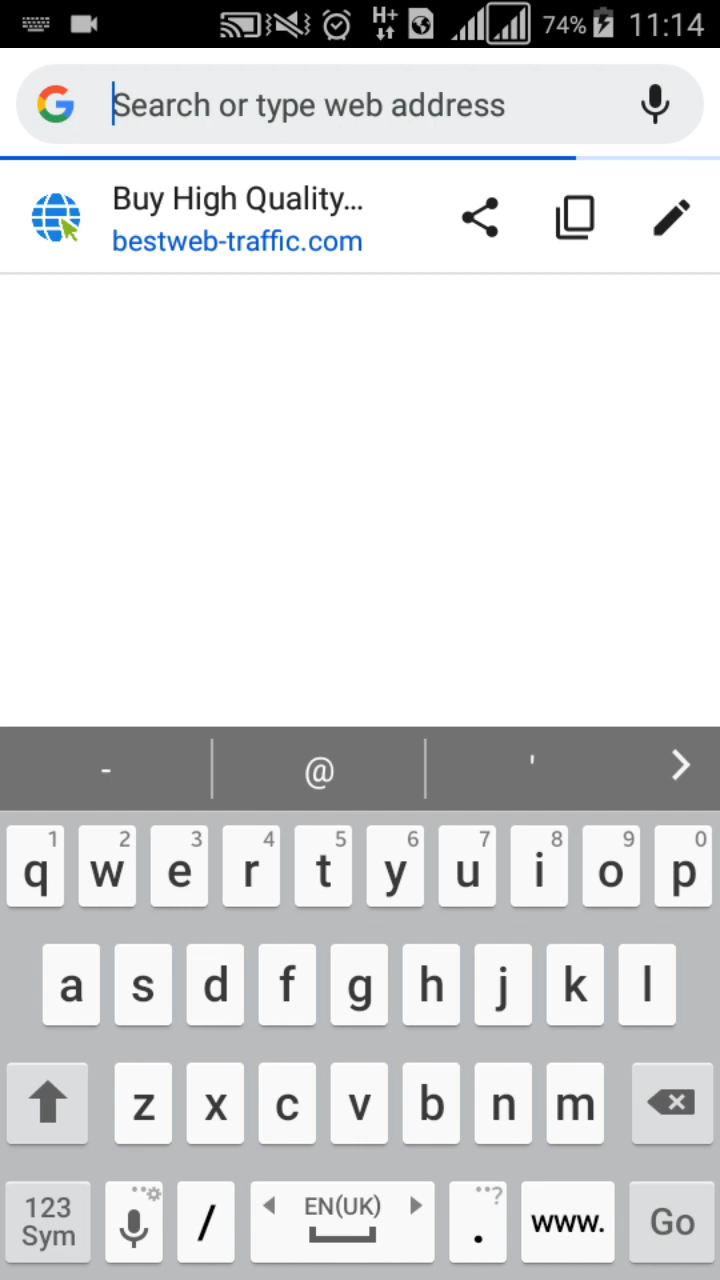 H+ 74% 11:14
Search or type web address
Buy High Quality...
bestweb-traffic.com
- @ '
1 2 3 4 5 6 7 8 9 0
q w e r t y u i o p
a s d f g h j k l
z x c v b n m
123
Sym / EN(UK) . ? www. Go